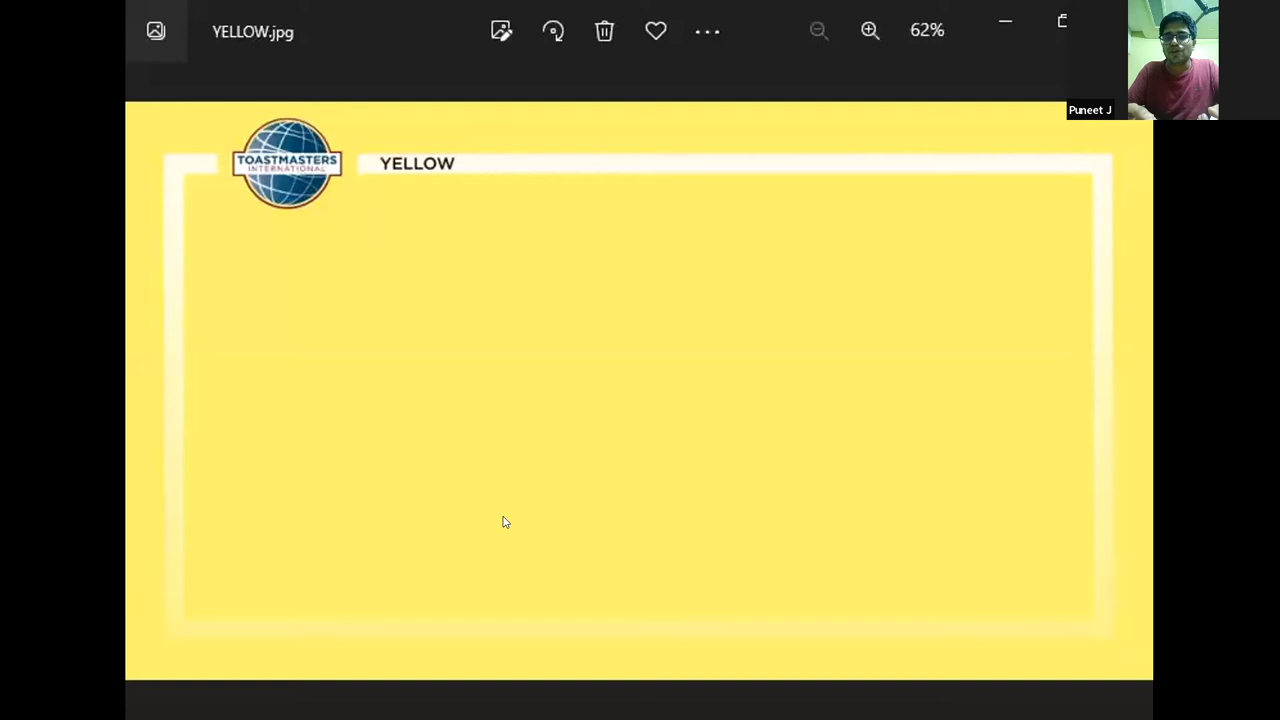 YELLOW.jpg
62%
Puneet J
TOASTMASTERS
INTERNATIONAL
YELLOW